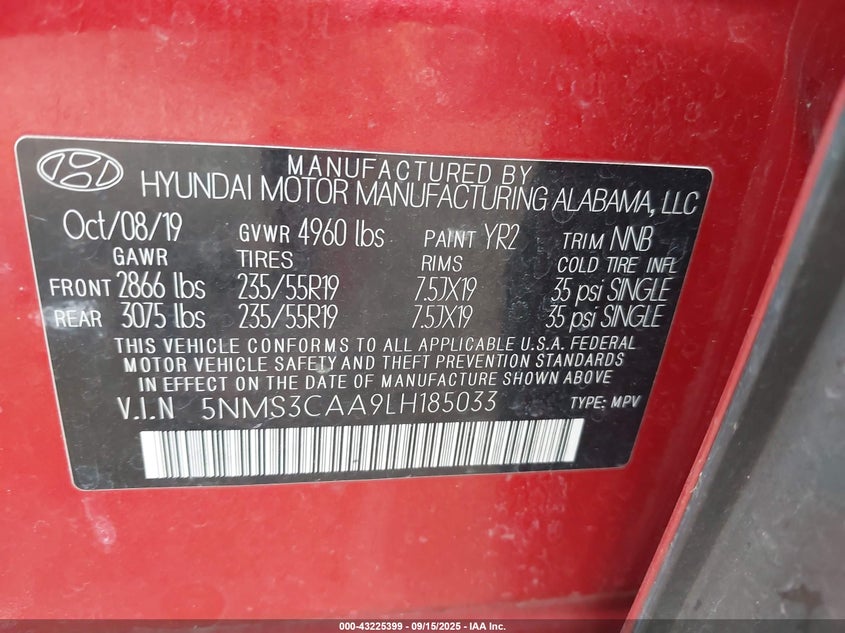 MANUFACTURED BY
HYUNDAI MOTOR MANUFACTURING ALABAMA, LLC
Oct/08/19 GVWR 4960 lbs PAINT YR2 TRIM NNB
GAWR TIRES RIMS COLD TIRE INFL
FRONT 2866 lbs 235/55R19 7.5JX19 35 psi SINGLE
REAR 3075 lbs 235/55R19 7.5JX19 35 psi SINGLE
THIS VEHICLE CONFORMS TO ALL APPLICABLE U.S.A. FEDERAL
MOTOR VEHICLE SAFETY AND THEFT PREVENTION STANDARDS
IN EFFECT ON THE DATE OF MANUFACTURE SHOWN ABOVE.
V.I.N 5NMS3CAA9LH185033 TYPE: MPV
000-43225399 - 09/15/2025 - IAA Inc.